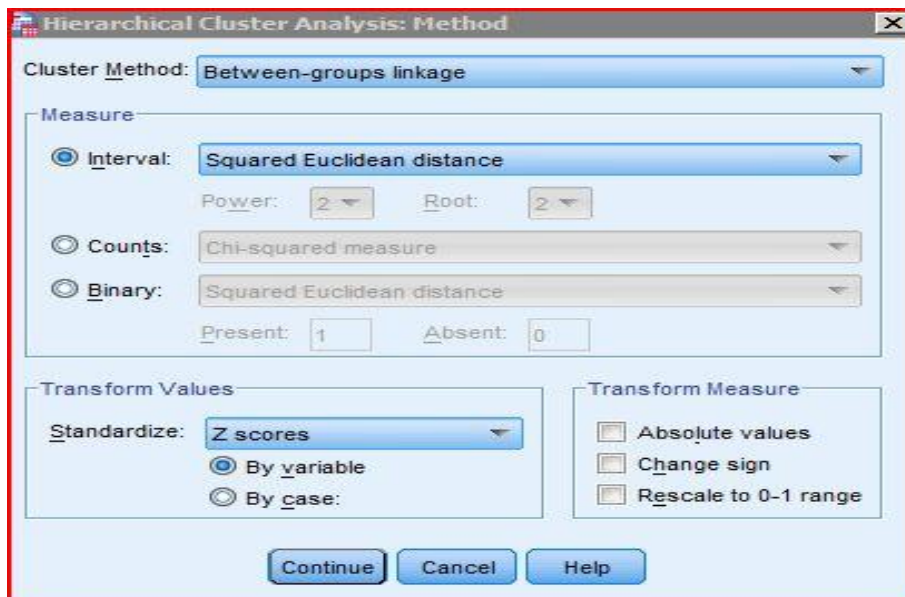 Hierarchical Cluster Analysis: Method
Cluster Method: Between-groups linkage
Measure
Interval: Squared Euclidean distance
Power: 2 Root: 2
Counts: Chi-squared measure
Binary: Squared Euclidean distance
Present: 1 Absent: 0
Transform Values
Standardize: Z scores
By variable
By case:
Transform Measure
Absolute values
Change sign
Rescale to 0-1 range
Continue Cancel Help